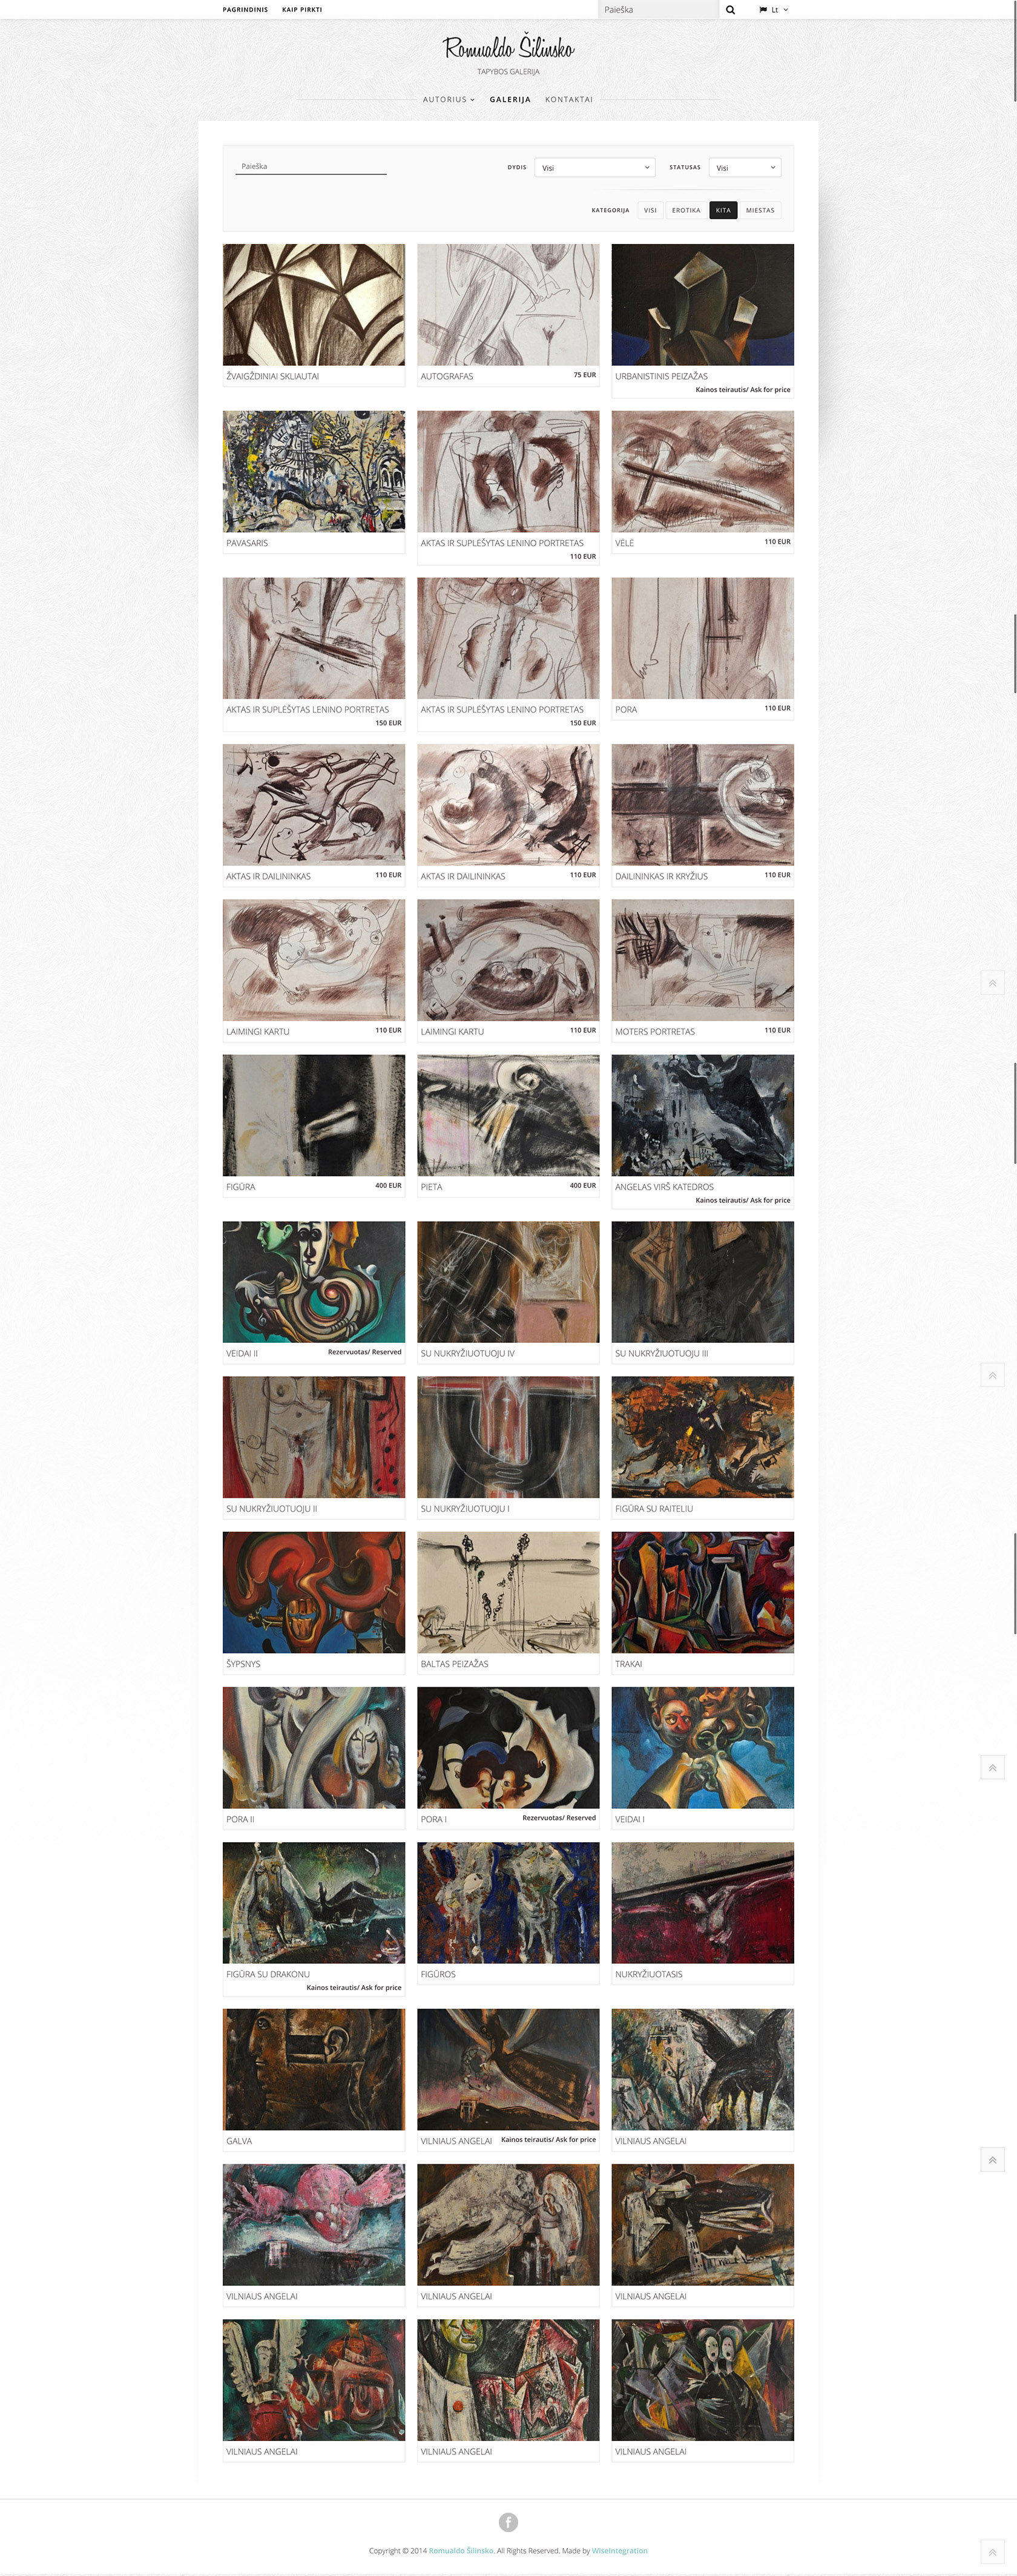 PAGRINDINIS KAIP PIRKTI Paieška Lt
Romualdo Šilinsko
TAPYBOS GALERIJA
AUTORIUS GALERIJA KONTAKTAI
Paieška DYDIS Visi STATUSAS Visi
KATEGORIJA VISI EROTIKA KITA MIESTAS
ŽVAIGŽDINIAI SKLIAUTAI
AUTOGRAFAS 75 EUR
URBANISTINIS PEIZAŽAS
Kainos teirautis/ Ask for price
PAVASARIS
AKTAS IR SUPLĖŠYTAS LENINO PORTRETAS
110 EUR
VĖLĖ 110 EUR
AKTAS IR SUPLĖŠYTAS LENINO PORTRETAS
150 EUR
AKTAS IR SUPLĖŠYTAS LENINO PORTRETAS
150 EUR
PORA 110 EUR
AKTAS IR DAILININKAS 110 EUR
AKTAS IR DAILININKAS 110 EUR
DAILININKAS IR KRYŽIUS 110 EUR
LAIMINGI KARTU 110 EUR
LAIMINGI KARTU 110 EUR
MOTERS PORTRETAS 110 EUR
FIGŪRA 400 EUR
PIETA 400 EUR
ANGELAS VIRŠ KATEDROS
Kainos teirautis/ Ask for price
VEIDAI II Rezervuotas/ Reserved
SU NUKRYŽIUOTUOJU IV
SU NUKRYŽIUOTUOJU III
SU NUKRYŽIUOTUOJU II
SU NUKRYŽIUOTUOJU I
FIGŪRA SU RAITELIU
ŠYPSNYS
BALTAS PEIZAŽAS
TRAKAI
PORA II
PORA I Rezervuotas/ Reserved
VEIDAI I
FIGŪRA SU DRAKONU
Kainos teirautis/ Ask for price
FIGŪROS
NUKRYŽIUOTASIS
GALVA
VILNIAUS ANGELAI Kainos teirautis/ Ask for price
VILNIAUS ANGELAI
VILNIAUS ANGELAI
VILNIAUS ANGELAI
VILNIAUS ANGELAI
VILNIAUS ANGELAI
VILNIAUS ANGELAI
VILNIAUS ANGELAI
Copyright © 2014 Romualdo Šilinsko. All Rights Reserved. Made by WiseIntegration